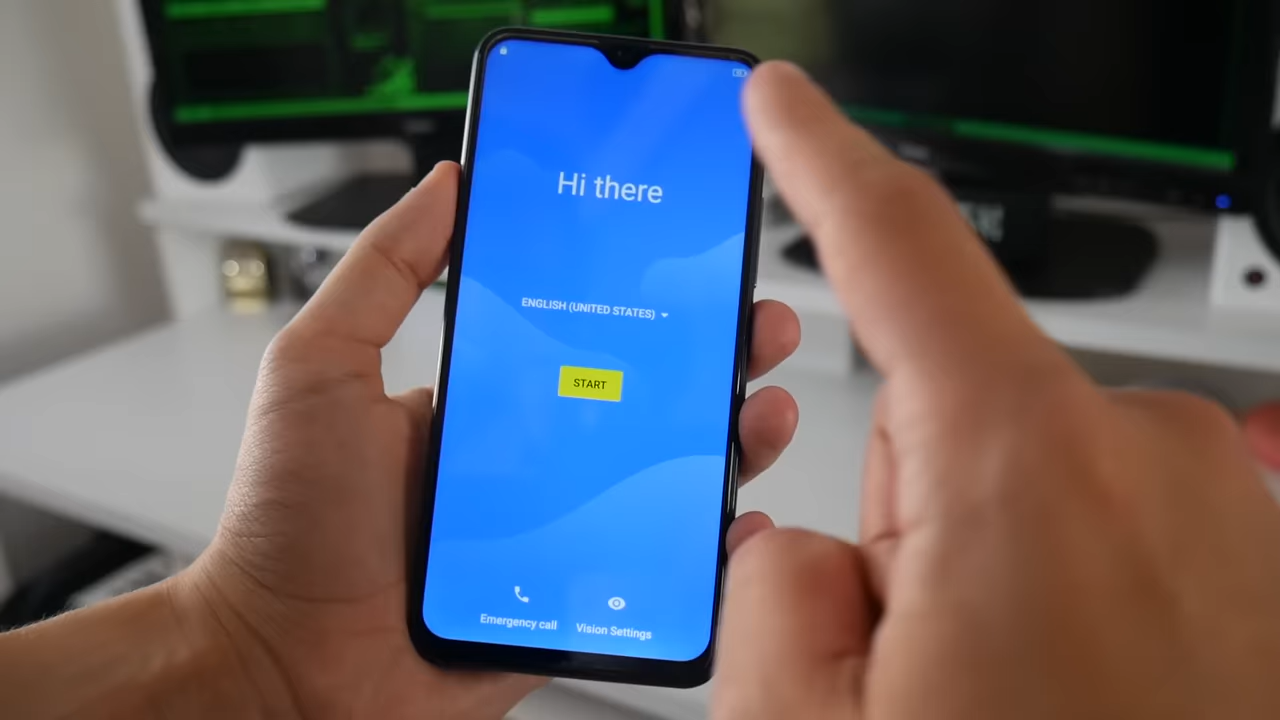 Hi there
ENGLISH (UNITED STATES)
START
Emergency call
Vision Settings